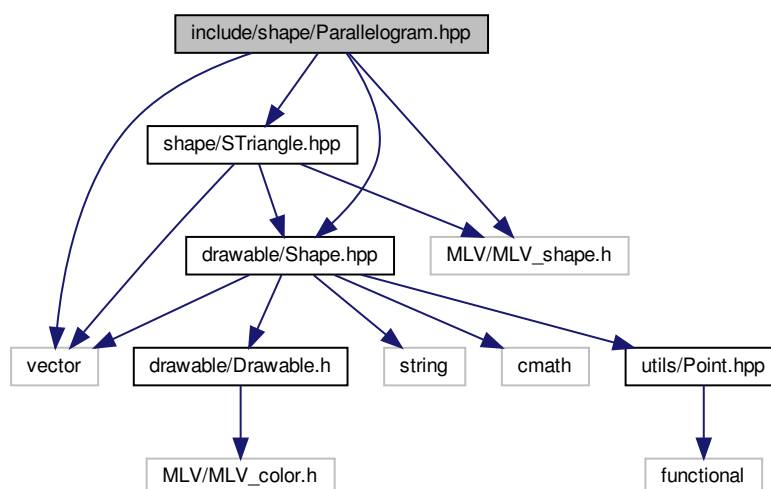 include/shape/Parallelogram.hpp
shape/STriangle.hpp
drawable/Shape.hpp
MLV/MLV_shape.h
vector
drawable/Drawable.h
string
cmath
utils/Point.hpp
MLV/MLV_color.h
functional